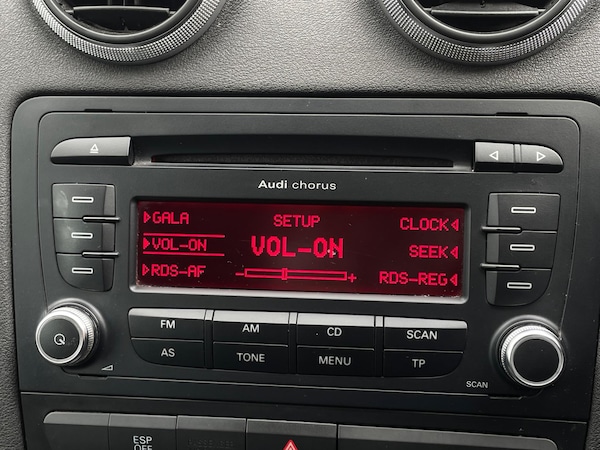 Audi chorus
GALA SETUP CLOCK
VOL-ON VOL-ON SEEK
RDS-AF - + RDS-REG
FM AM CD SCAN
AS TONE MENU TP
SCAN
ESP
OFF